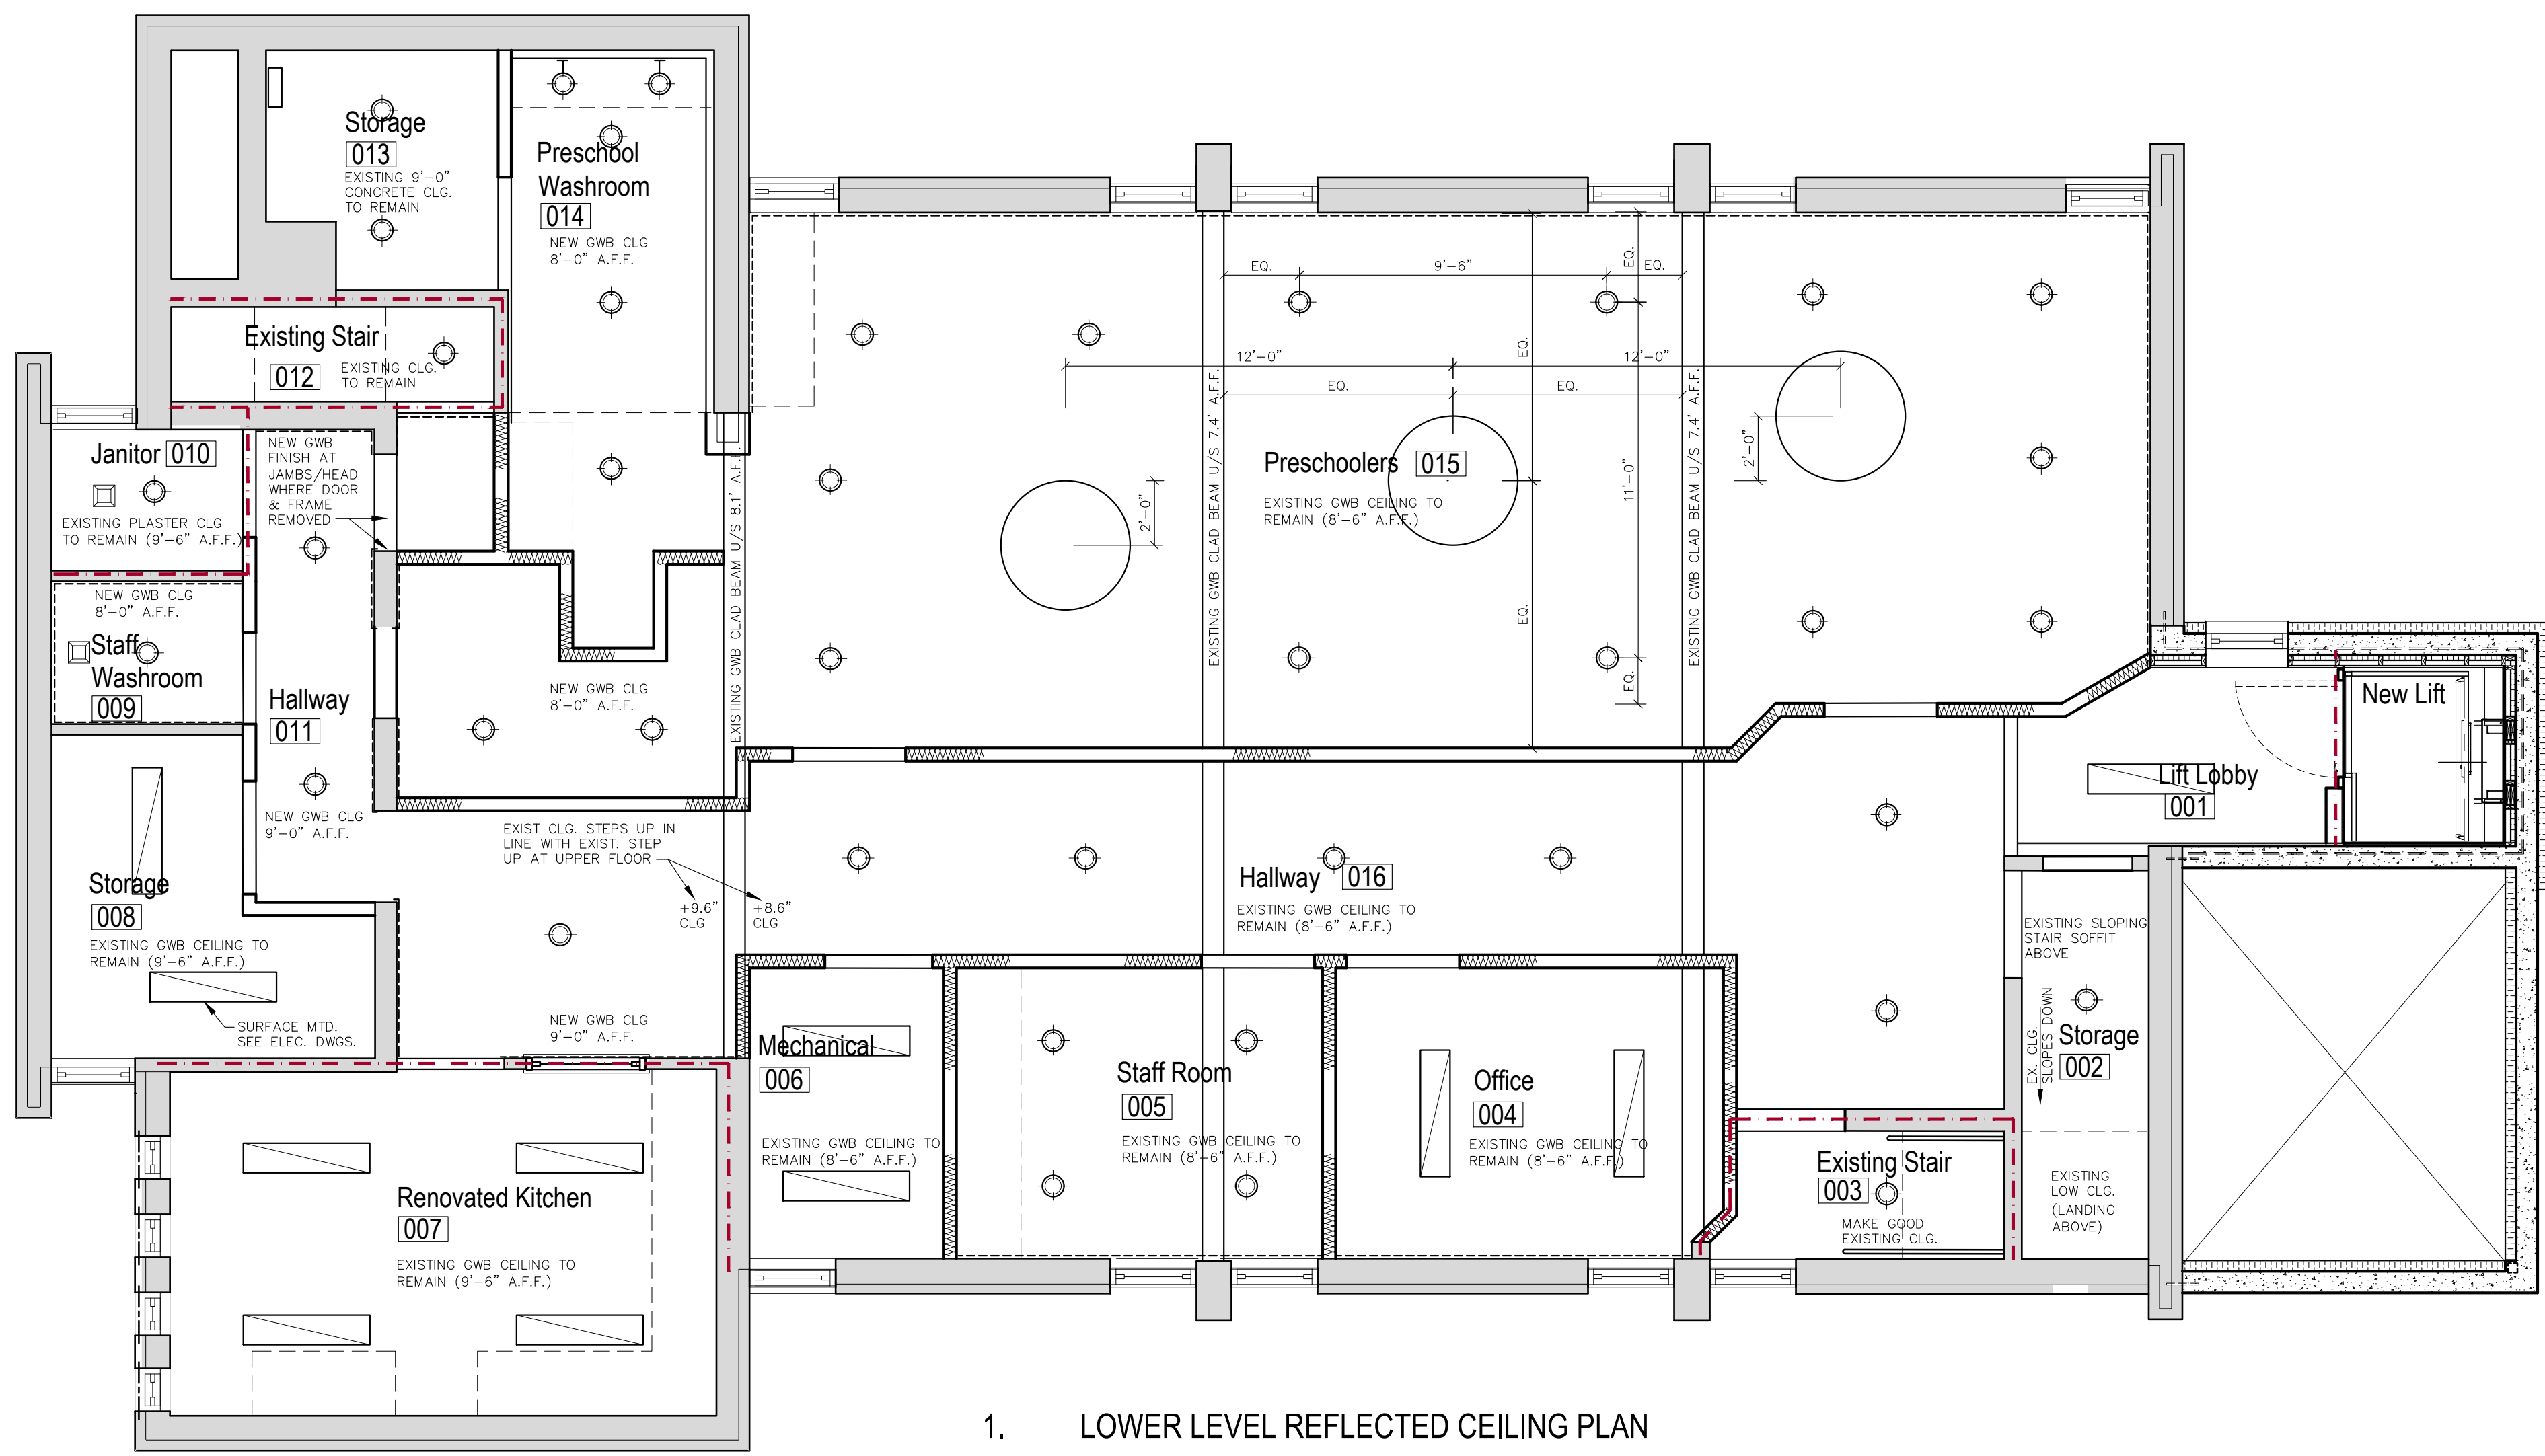 Storage
013
EXISTING 9'-0"
CONCRETE CLG.
TO REMAIN
Preschool
Washroom
014
NEW GWB CLG
8'-0" A.F.F.
Existing Stair
012
EXISTING CLG.
TO REMAIN
Janitor 010
EXISTING PLASTER CLG
TO REMAIN (9'-6" A.F.F.)
NEW GWB
FINISH AT
JAMBS/HEAD
WHERE DOOR
& FRAME
REMOVED
NEW GWB CLG
8'-0" A.F.F.
Staff
Washroom
009
Hallway
011
NEW GWB CLG
9'-0" A.F.F.
NEW GWB CLG
8'-0" A.F.F.
EXISTING GWB CLAD BEAM U/S 8.1' A.F.F.
EQ.
9'-6"
EQ.
EQ.
EQ.
12'-0"
12'-0"
EQ.
EQ.
EXISTING GWB CLAD BEAM U/S 7.4' A.F.F.
EXISTING GWB CLAD BEAM U/S 7.4' A.F.F.
Preschoolers 015
EXISTING GWB CEILING TO
REMAIN (8'-6" A.F.F.)
2'-0"
11'-0"
2'-0"
EQ.
EQ.
New Lift
Lift Lobby
001
Storage
008
EXISTING GWB CEILING TO
REMAIN (9'-6" A.F.F.)
SURFACE MTD.
SEE ELEC. DWGS.
EXIST CLG. STEPS UP IN
LINE WITH EXIST. STEP
UP AT UPPER FLOOR
+9.6"
CLG
+8.6"
CLG
Hallway 016
EXISTING GWB CEILING TO
REMAIN (8'-6" A.F.F.)
NEW GWB CLG
9'-0" A.F.F.
EXISTING SLOPING
STAIR SOFFIT
ABOVE
EX. CLG.
SLOPES DOWN
Storage
002
EXISTING
LOW CLG.
(LANDING
ABOVE)
Mechanical
006
EXISTING GWB CEILING TO
REMAIN (8'-6" A.F.F.)
Staff Room
005
EXISTING GWB CEILING TO
REMAIN (8'-6" A.F.F.)
Office
004
EXISTING GWB CEILING TO
REMAIN (8'-6" A.F.F.)
Existing Stair
003
MAKE GOOD
EXISTING CLG.
Renovated Kitchen
007
EXISTING GWB CEILING TO
REMAIN (9'-6" A.F.F.)
1. LOWER LEVEL REFLECTED CEILING PLAN